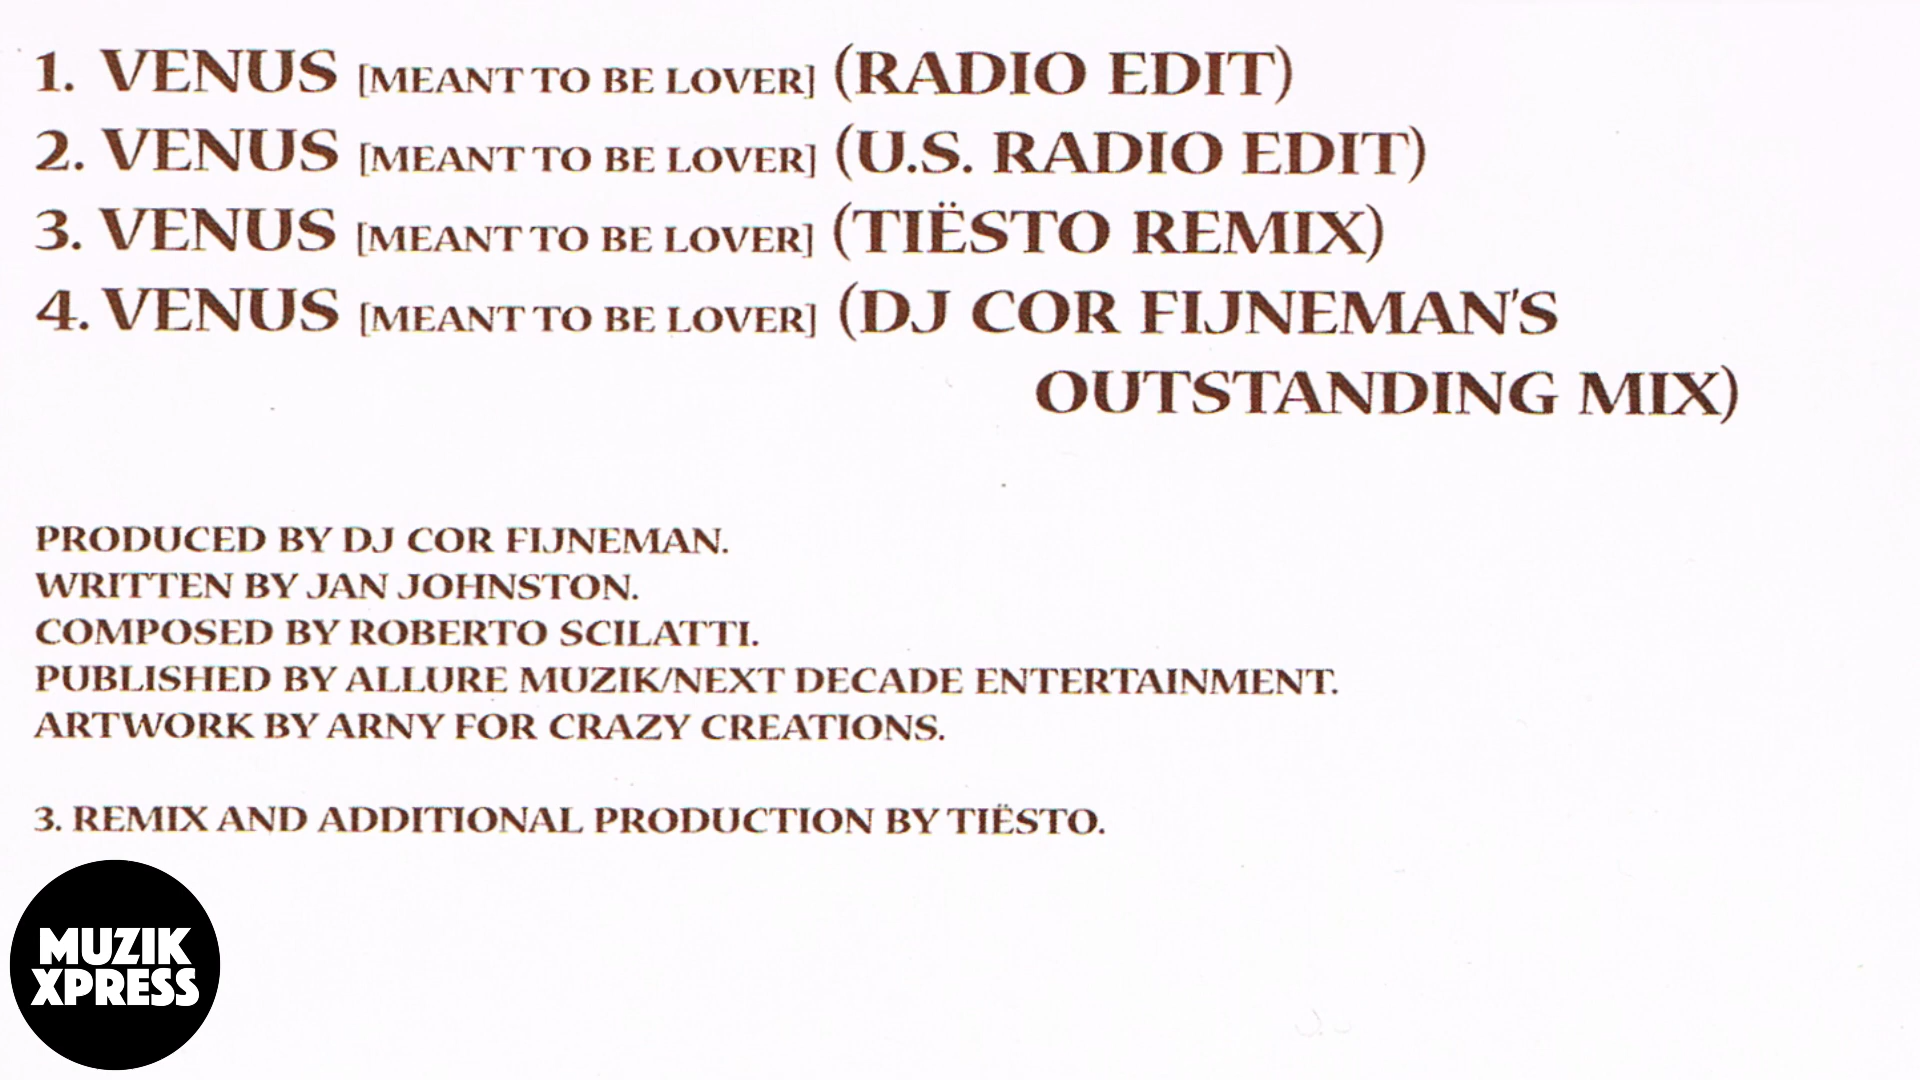 1. VENUS [MEANT TO BE LOVER] (RADIO EDIT)
2. VENUS [MEANT TO BE LOVER] (U.S. RADIO EDIT)
3. VENUS [MEANT TO BE LOVER] (TIËSTO REMIX)
4. VENUS [MEANT TO BE LOVER] (DJ COR FIJNEMAN'S
OUTSTANDING MIX)
PRODUCED BY DJ COR FIJNEMAN.
WRITTEN BY JAN JOHNSTON.
COMPOSED BY ROBERTO SCILATTI.
PUBLISHED BY ALLURE MUZIK/NEXT DECADE ENTERTAINMENT.
ARTWORK BY ARNY FOR CRAZY CREATIONS.
3. REMIX AND ADDITIONAL PRODUCTION BY TIËSTO.
MUZIK
XPRESS